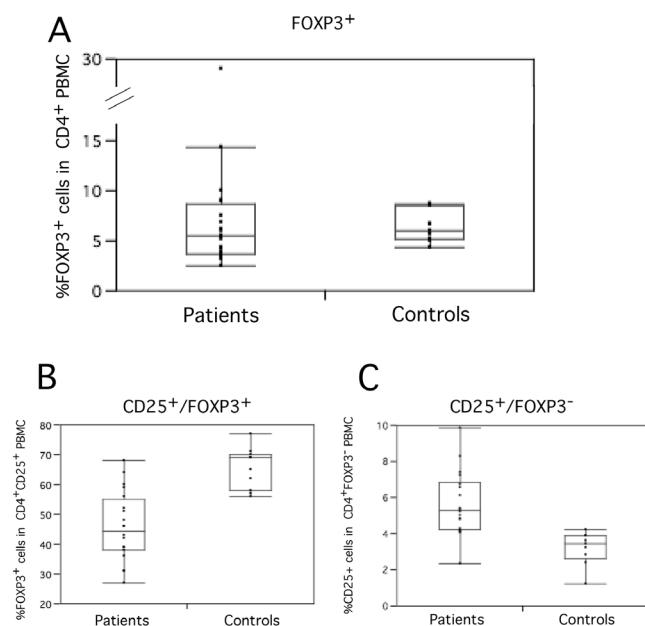 A
FOXP3⁺
%FOXP3⁺ cells in CD4⁺ PBMC
30
15
10
5
0
Patients Controls
B
CD25⁺/FOXP3⁺
%FOXP3⁺ cells in CD4⁺CD25⁺ PBMC
80
70
60
50
40
30
20
Patients Controls
C
CD25⁺/FOXP3⁻
%CD25+ cells in CD4⁺FOXP3⁻ PBMC
10
8
6
4
2
0
Patients Controls